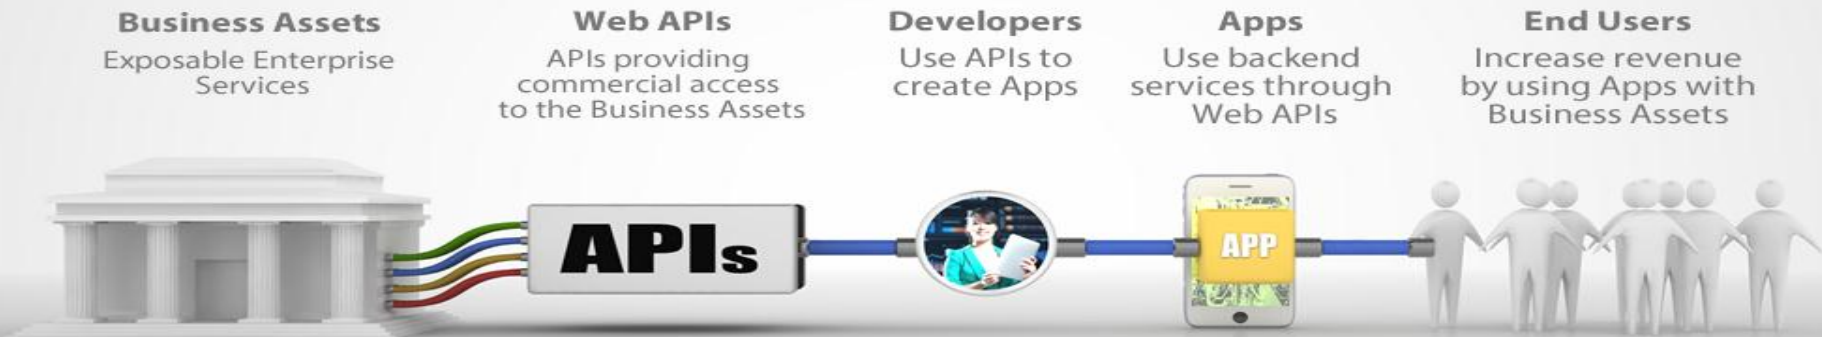 Business Assets
Exposable Enterprise
Services
Web APIs
APIs providing
commercial access
to the Business Assets
Developers
Use APIs to
create Apps
Apps
Use backend
services through
Web APIs
End Users
Increase revenue
by using Apps with
Business Assets
APIs
APP